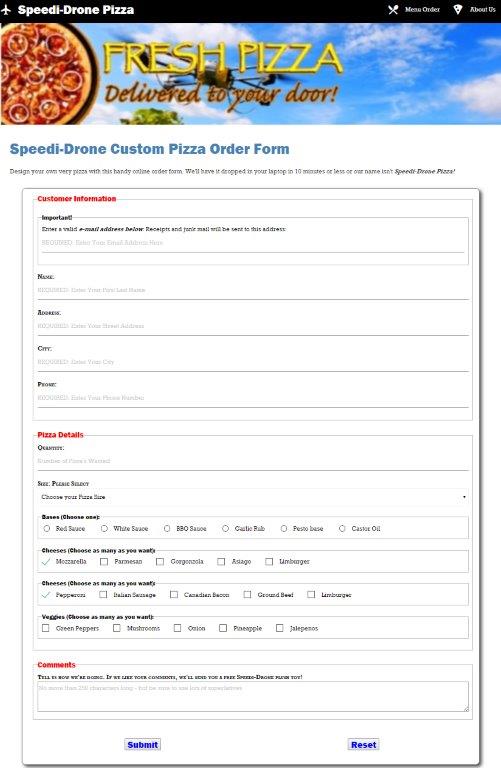 Speedi-Drone Pizza Menu Order About Us
FRESH PIZZA
Delivered to your door!
Speedi-Drone Custom Pizza Order Form
Design your own very pizza with this handy online order form. We'll have it dropped in your laptop in 10 minutes or less or our name isn't Speedi-Drone Pizza!
Customer Information
Important!
Enter a valid e-mail address below. Receipts and junk mail will be sent to this address:
REQUIRED: Enter Your Email Address Here
Name:
REQUIRED: Enter Your First Last Name
Address:
REQUIRED: Enter Your Street Address
City:
REQUIRED: Enter Your City
Phone:
REQUIRED: Enter Your Phone Number
Pizza Details
Quantity:
Number of Pizza's Wanted
Size: Please Select
Choose your Pizza Size
Bases (Choose one):
Red Sauce White Sauce BBQ Sauce Garlic Rub Pesto base Castor Oil
Cheeses (Choose as many as you want):
Mozzarella Parmesan Gorgonzola Asiago Limburger
Cheeses (Choose as many as you want):
Pepperoni Italian Sausage Canadian Bacon Ground Beef Limburger
Veggies (Choose as many as you want):
Green Peppers Mushrooms Onion Pineapple Jalepenos
Comments
Tell us how we're doing. If we like your comments, we'll send you a free Speedi-Drone plush toy!
No more than 250 characters long - but be sure to use lots of superlatives
Submit Reset